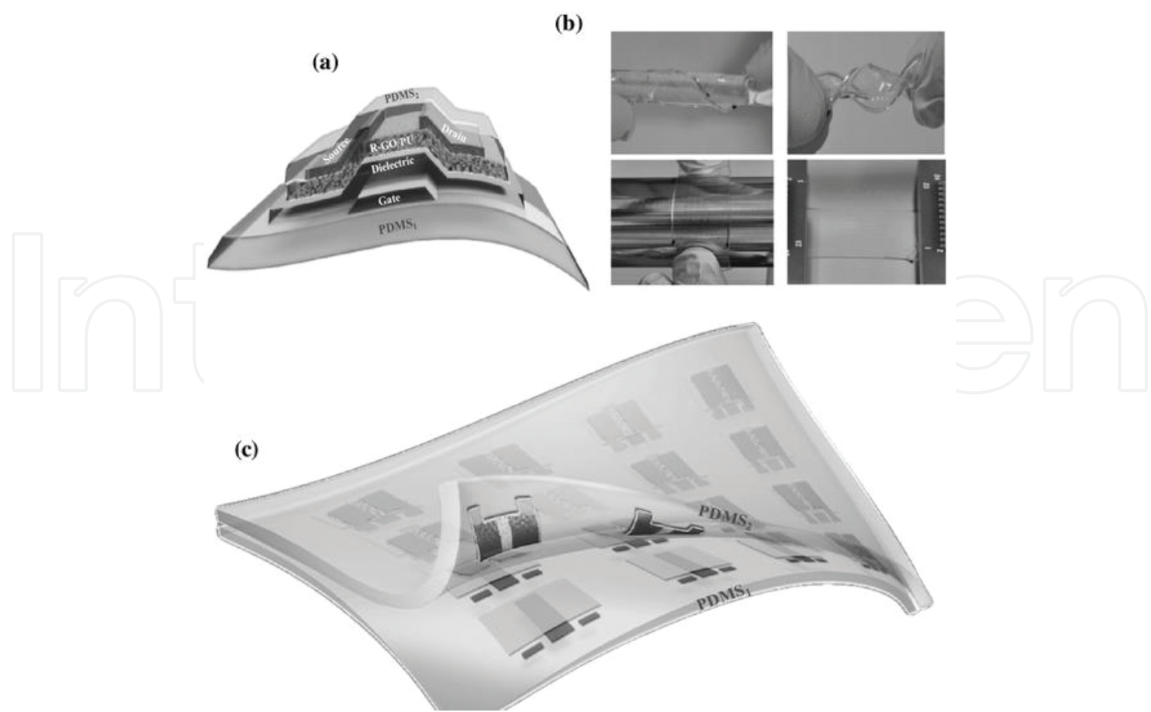 (b)
(a)
PDMS2
Source
Drain
R-GO/PU
Dielectric
Gate
PDMS1
(c)
PDMS2
PDMS1